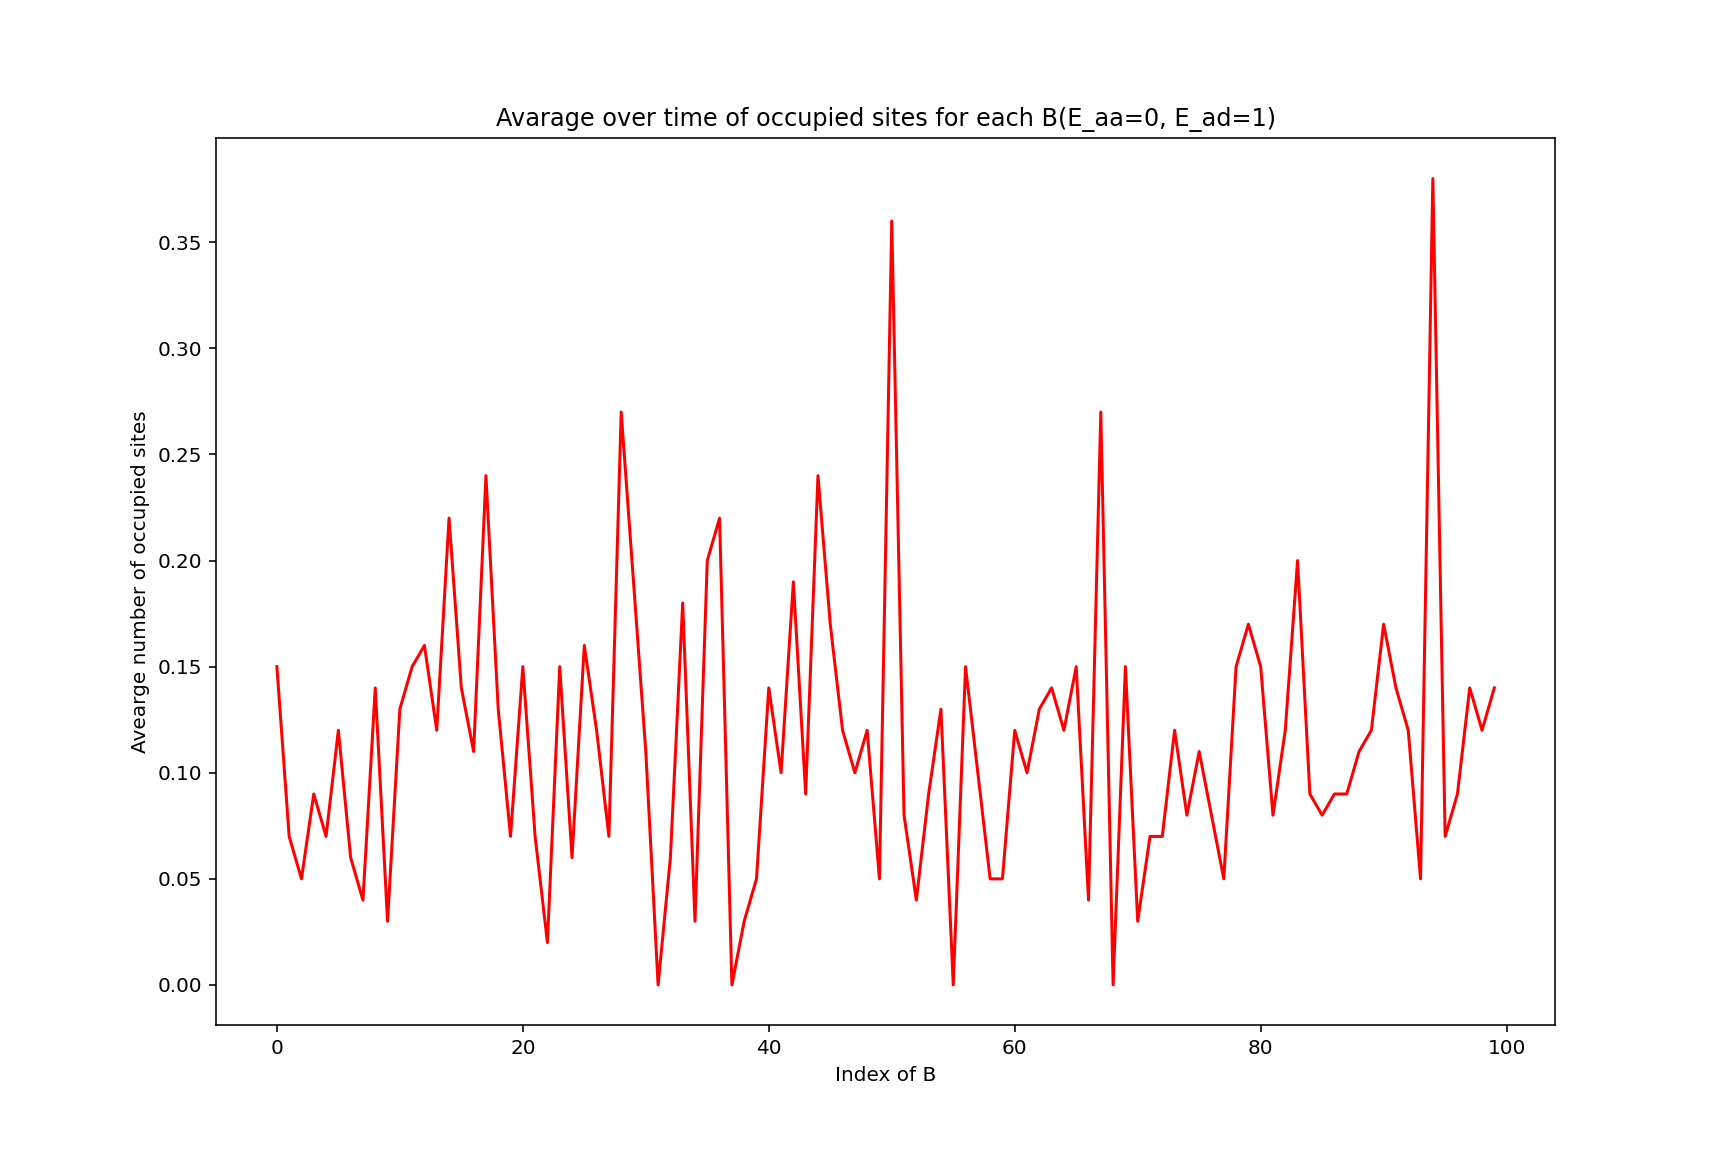 Avarage over time of occupied sites for each B(E_aa=0, E_ad=1)
Avearge number of occupied sites
0.35
0.30
0.25
0.20
0.15
0.10
0.05
0.00
0 20 40 60 80 100
Index of B